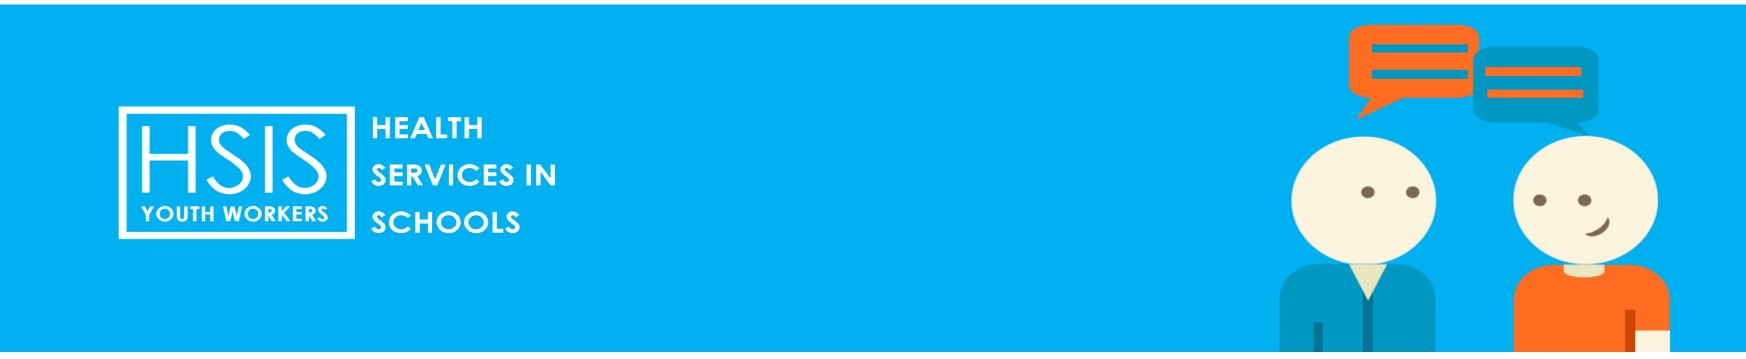 HSIS
YOUTH WORKERS
HEALTH
SERVICES IN
SCHOOLS